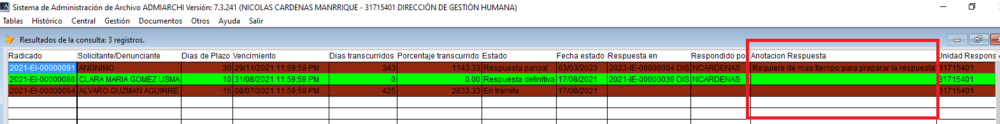 Sistema de Administración de Archivo ADMIARCHI Versión: 7.3.241 (NICOLAS CARDENAS MANRRIQUE - 31715401 DIRECCIÓN DE GESTIÓN HUMANA)
Tablas Histórico Central Gestión Documentos Otros Ayuda Salir
Resultados de la consulta: 3 registros.
Radicado Solicitante/Denunciante Dias de Plazo Vencimiento Dias transcurridos Porcentaje transcurrido Estado Fecha estado Respuesta en Respondido po Anotacion Respuesta Unidad Respons
2021-EI-00000091 ANONIMO 30 29/11/2021 11:59:59 PM 343 1143.33 Respuesta parcial 03/03/2023 2023-IE-00000004 DIS NCARDENAS Requiere de mas tiempo para preparar la respuesta 31715401
2021-EI-00000086 CLARA MARIA GOMEZ USMA 10 31/08/2021 11:59:59 PM 0 0.00 Respuesta definitiva 17/08/2021 2021-IE-00000039 DIS NCARDENAS 31715401
2021-EI-00000084 ALVARO GUZMAN AGUIRRE 15 08/07/2021 11:59:59 PM 425 2833.33 En trámite 17/08/2021 31715401